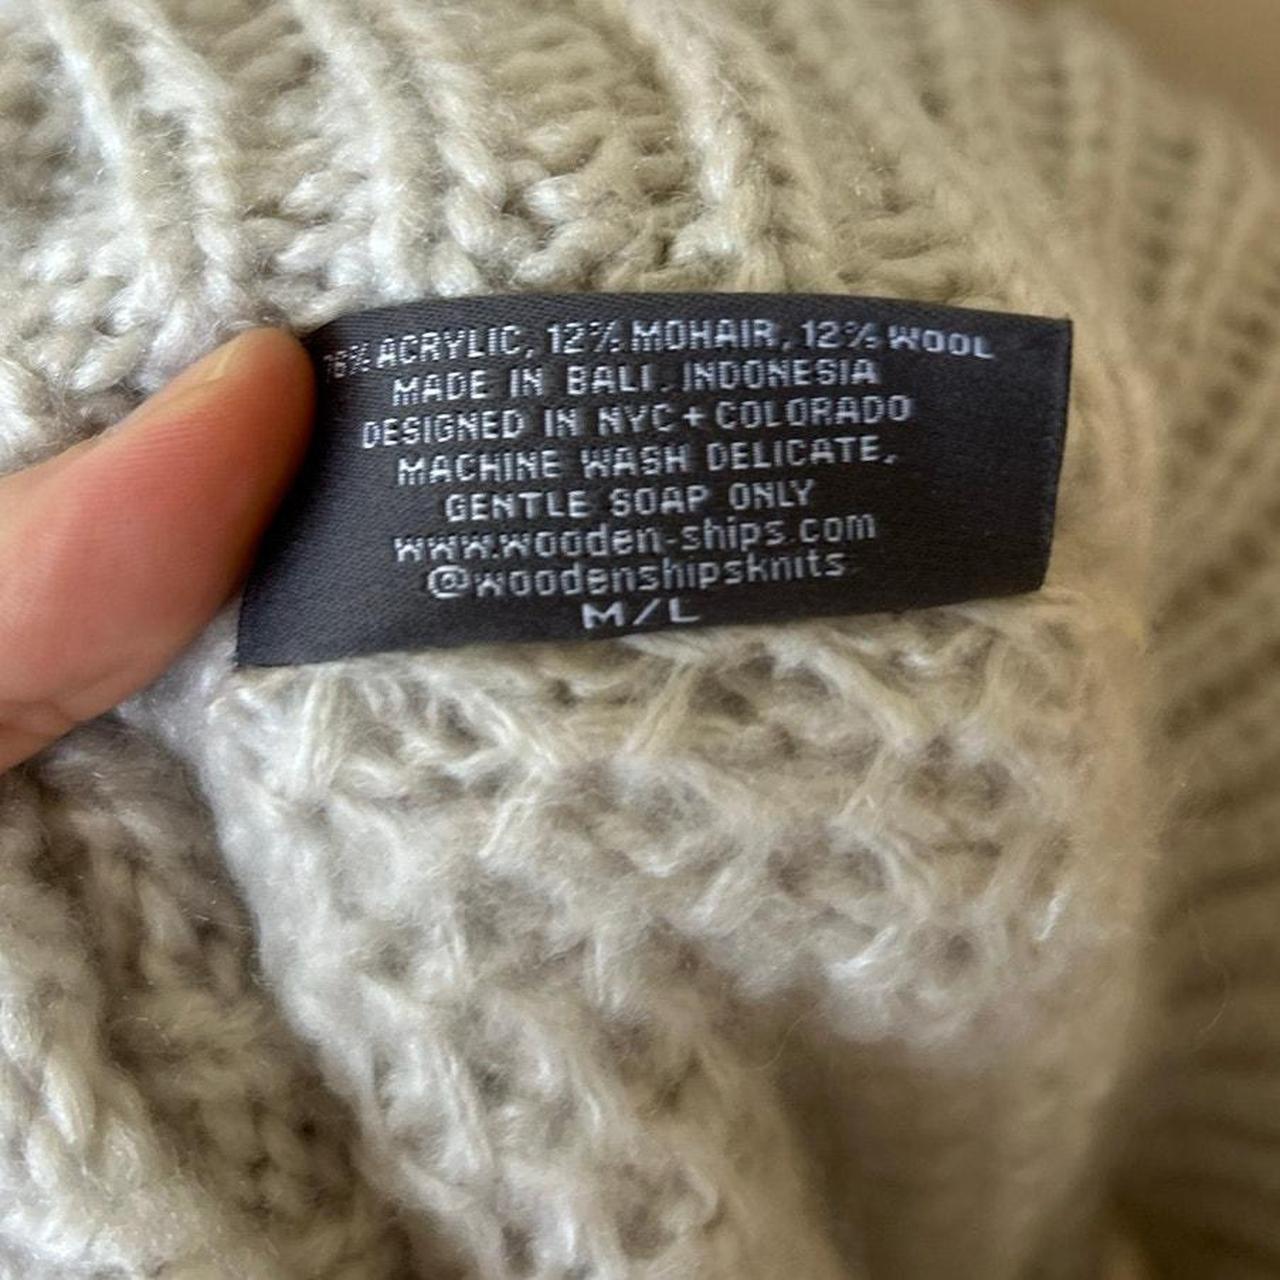 76% ACRYLIC, 12% MOHAIR, 12% WOOL
MADE IN BALI, INDONESIA
DESIGNED IN NYC+COLORADO
MACHINE WASH DELICATE,
GENTLE SOAP ONLY
www.wooden-ships.com
@woodenshipsknits
M/L